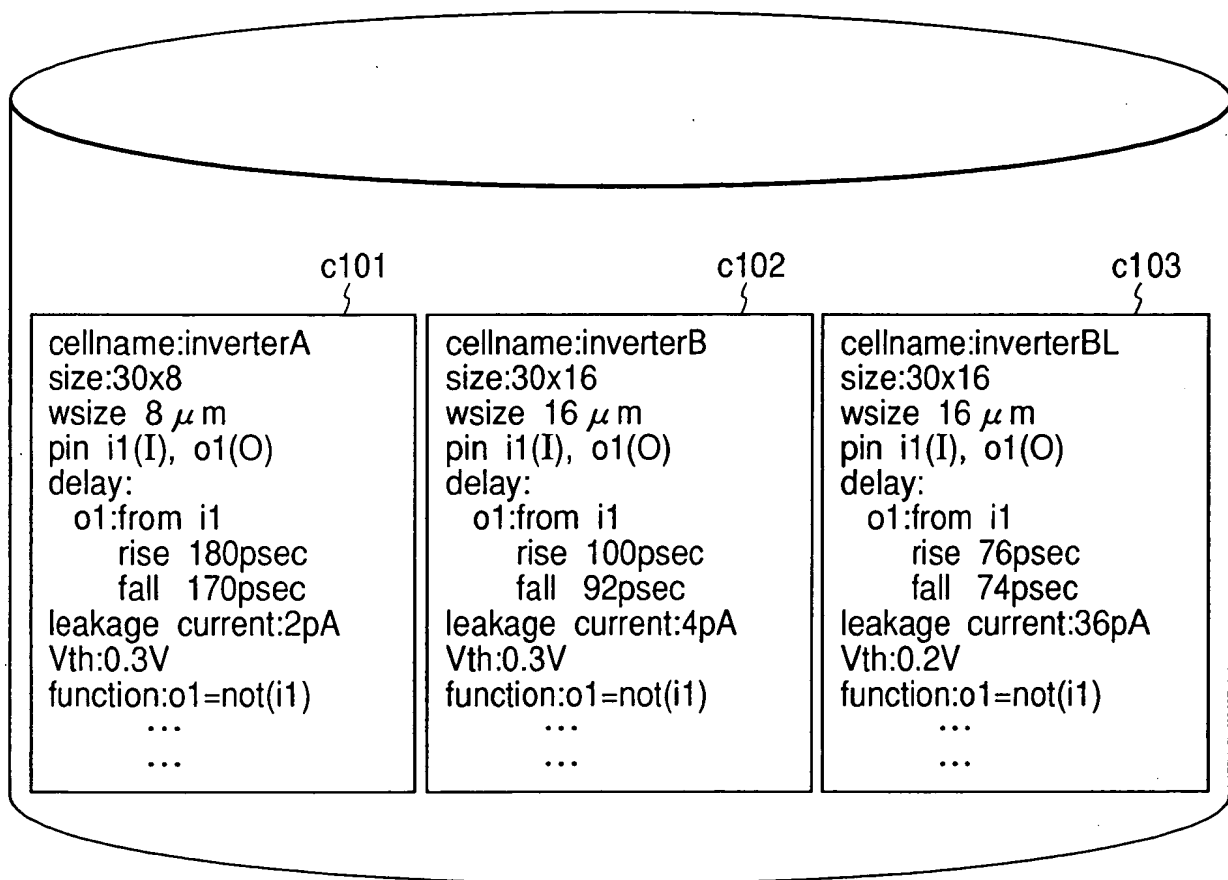 c101
cellname:inverterA
size:30x8
wsize 8 μm
pin i1(I), o1(O)
delay:
o1:from i1
rise 180psec
fall 170psec
leakage current:2pA
Vth:0.3V
function:o1=not(i1)
...
...
c102
cellname:inverterB
size:30x16
wsize 16 μm
pin i1(I), o1(O)
delay:
o1:from i1
rise 100psec
fall 92psec
leakage current:4pA
Vth:0.3V
function:o1=not(i1)
...
...
c103
cellname:inverterBL
size:30x16
wsize 16 μm
pin i1(I), o1(O)
delay:
o1:from i1
rise 76psec
fall 74psec
leakage current:36pA
Vth:0.2V
function:o1=not(i1)
...
...